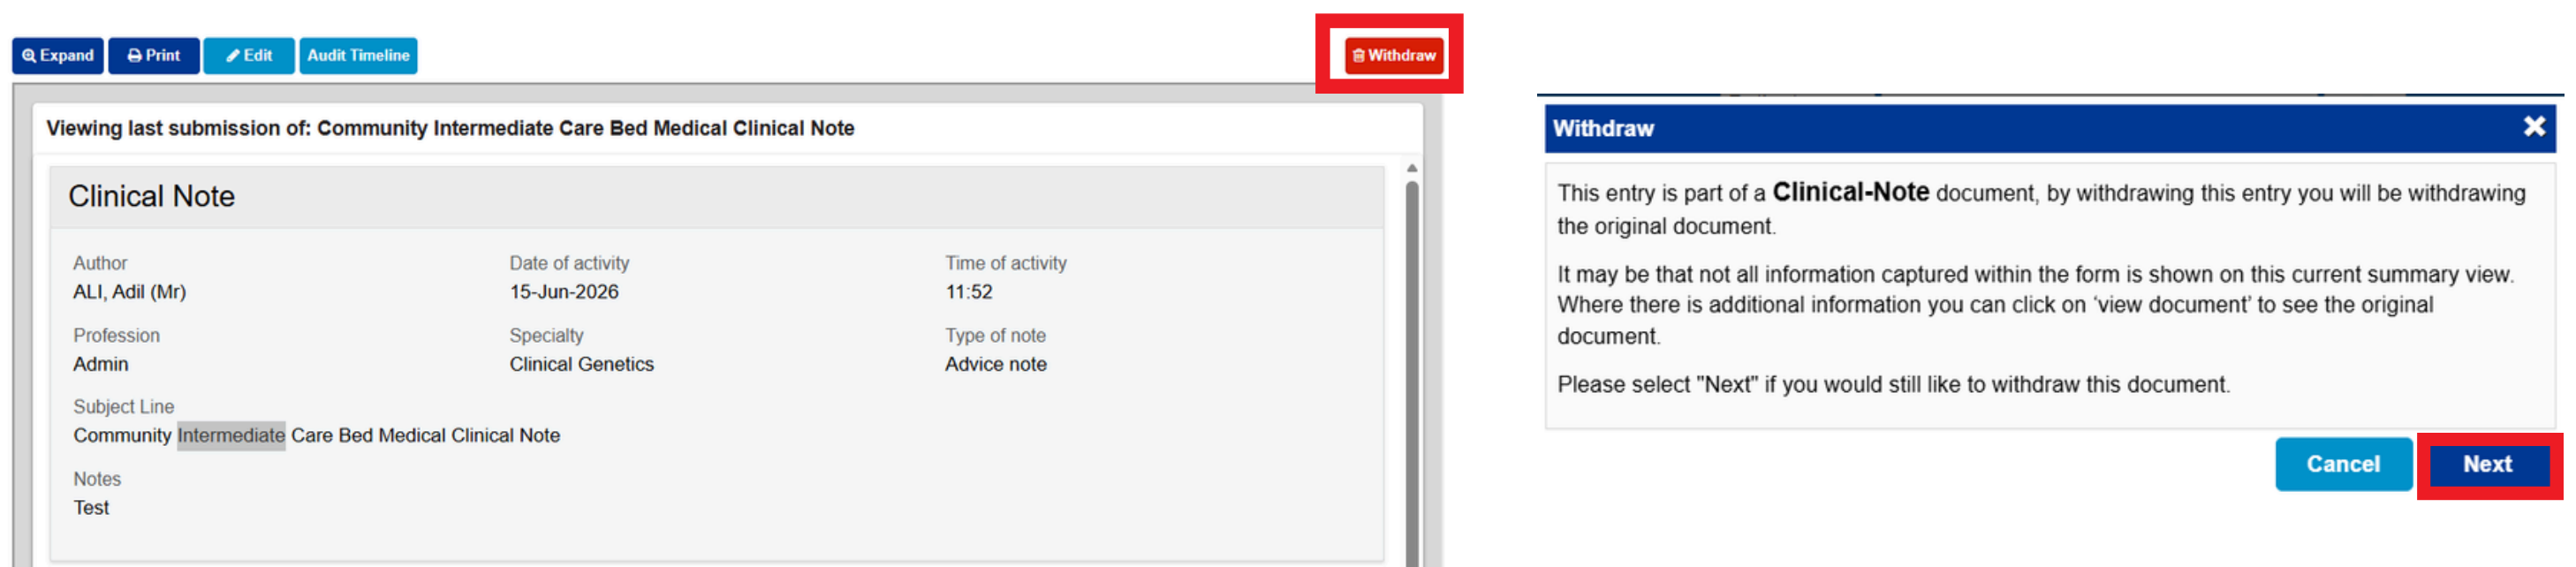 Expand Print Edit Audit Timeline Withdraw
Viewing last submission of: Community Intermediate Care Bed Medical Clinical Note
Clinical Note
Author Date of activity Time of activity
ALI, Adil (Mr) 15-Jun-2026 11:52
Profession Specialty Type of note
Admin Clinical Genetics Advice note
Subject Line
Community Intermediate Care Bed Medical Clinical Note
Notes
Test
Withdraw
This entry is part of a Clinical-Note document, by withdrawing this entry you will be withdrawing
the original document.
It may be that not all information captured within the form is shown on this current summary view.
Where there is additional information you can click on ‘view document’ to see the original
document.
Please select "Next" if you would still like to withdraw this document.
Cancel Next